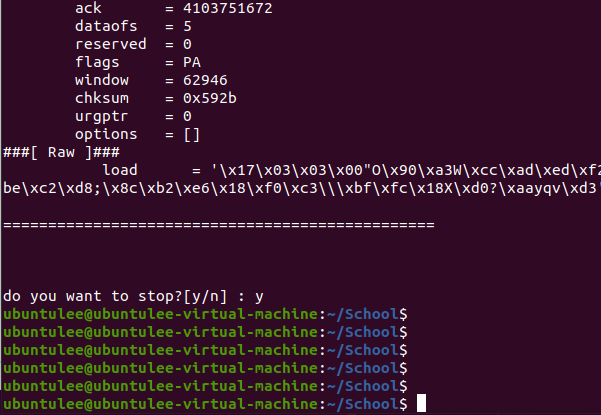 ack       = 4103751672
dataofs   = 5
reserved  = 0
flags     = PA
window    = 62946
chksum    = 0x592b
urgptr    = 0
options   = []
###[ Raw ]###
load      = '\x17\x03\x03\x00"O\x90\xa3W\xcc\xad\xed\xf2
be\xc2\xd8;\x8c\xb2\xe6\x18\xf0\xc3\\\xbf\xfc\x18X\xd0?\xaayqv\xd3'
================================================
do you want to stop?[y/n] : y
ubuntulee@ubuntulee-virtual-machine:~/School$
ubuntulee@ubuntulee-virtual-machine:~/School$
ubuntulee@ubuntulee-virtual-machine:~/School$
ubuntulee@ubuntulee-virtual-machine:~/School$
ubuntulee@ubuntulee-virtual-machine:~/School$
ubuntulee@ubuntulee-virtual-machine:~/School$